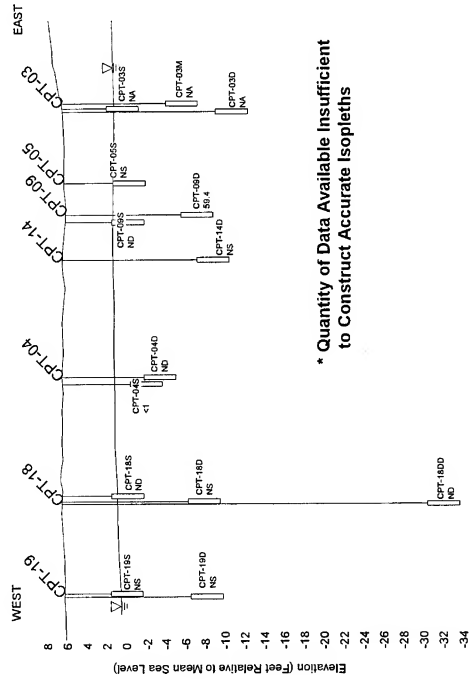 WEST
EAST
CPT-19
CPT-18
CPT-04
CPT-14
CPT-09
CPT-05
CPT-03
8
6
4
2
0
-2
-4
-6
-8
-10
-12
-14
-16
-18
-20
-22
-24
-26
-28
-30
-32
-34
Elevation (Feet Relative to Mean Sea Level)
CPT-19S
NS
CPT-19D
NS
CPT-18S
ND
CPT-18D
NS
CPT-18DD
ND
CPT-04S
<1
CPT-04D
ND
CPT-14D
NS
CPT-09S
ND
CPT-09D
59.4
CPT-05S
NS
CPT-03S
NA
CPT-03M
NA
CPT-03D
NA
* Quantity of Data Available Insufficient
to Construct Accurate Isopleths